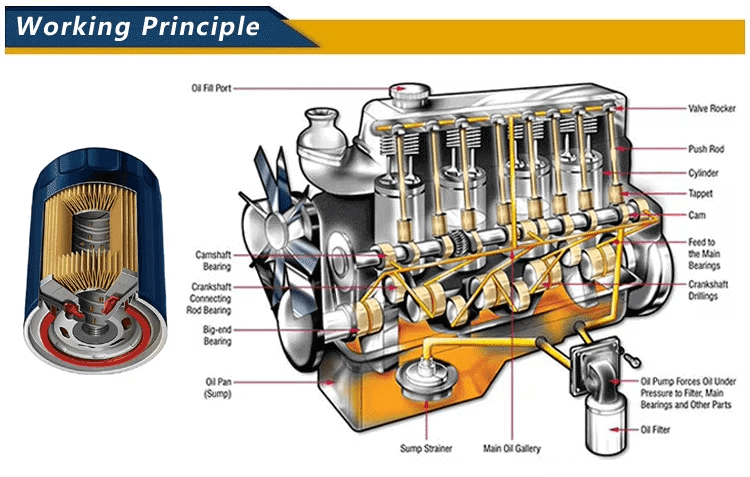 Working Principle
Oil Fill Port
Valve Rocker
Push Rod
Cylinder
Tappet
Cam
Camshaft
Bearing
Feed to
the Main
Bearings
Crankshaft
Connecting
Rod Bearing
Crankshaft
Drillings
Big-end
Bearing
Oil Pan
(Sump)
Oil Pump Forces Oil Under
Pressure to Filter, Main
Bearings and Other Parts
Oil Filter
Sump Strainer
Main Oil Gallery